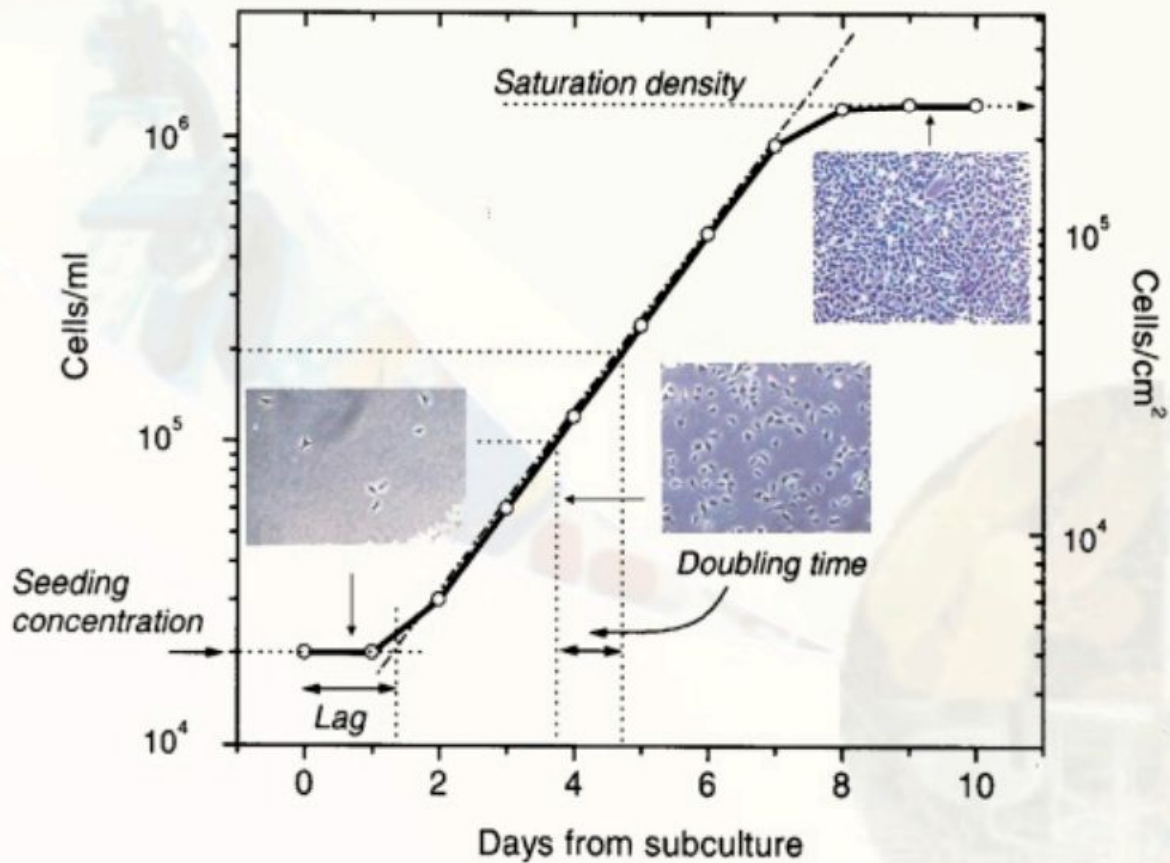 Saturation density
10⁶
10⁵
10⁴
Cells/ml
10⁵
10⁴
Cells/cm²
Doubling time
Seeding
concentration
Lag
0 2 4 6 8 10
Days from subculture